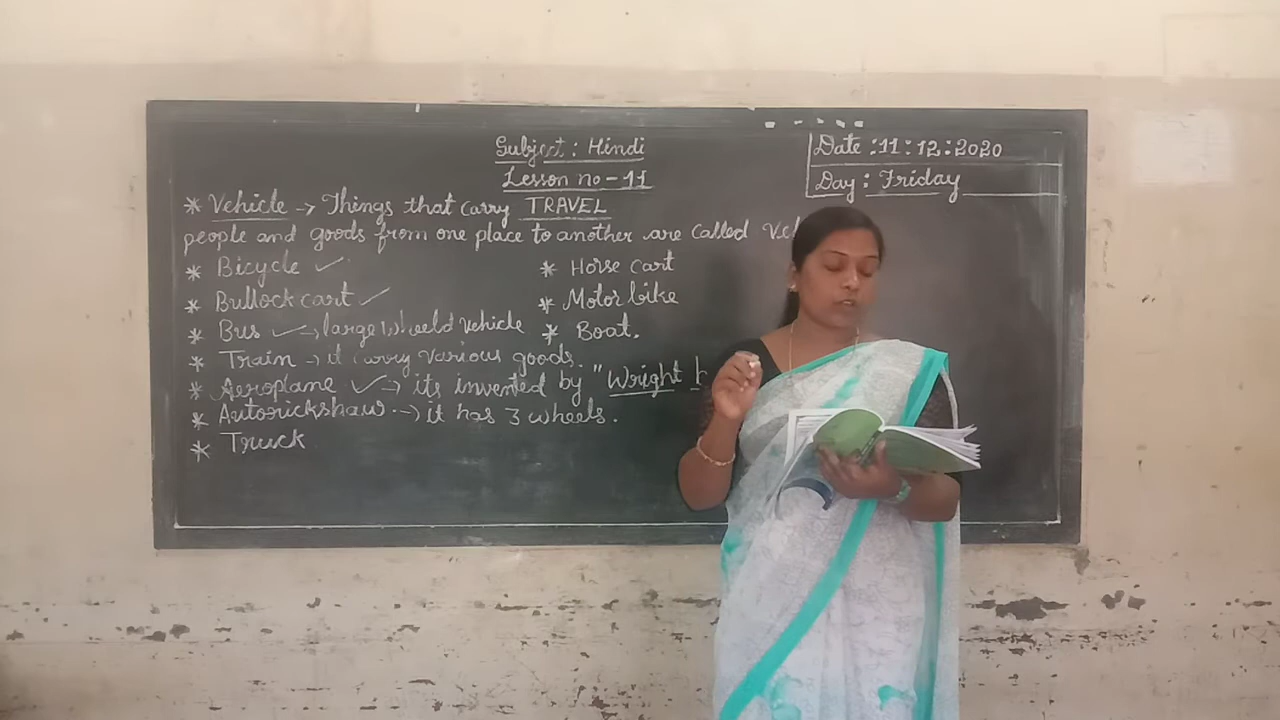 Subject : Hindi
Lesson no - 11
Date : 11 : 12 : 2020
Day : Friday
* Vehicle → Things that carry TRAVEL
people and goods from one place to another are called
* Bicycle ✓
* Bullock cart ✓
* Bus ✓ → large wheeld vehicle
* Train → it carry various goods.
* Aeroplane ✓ → its invented by "Wright
* Autorickshaw. → it has 3 wheels.
* Truck
* Horse cart
* Motor bike
* Boat.